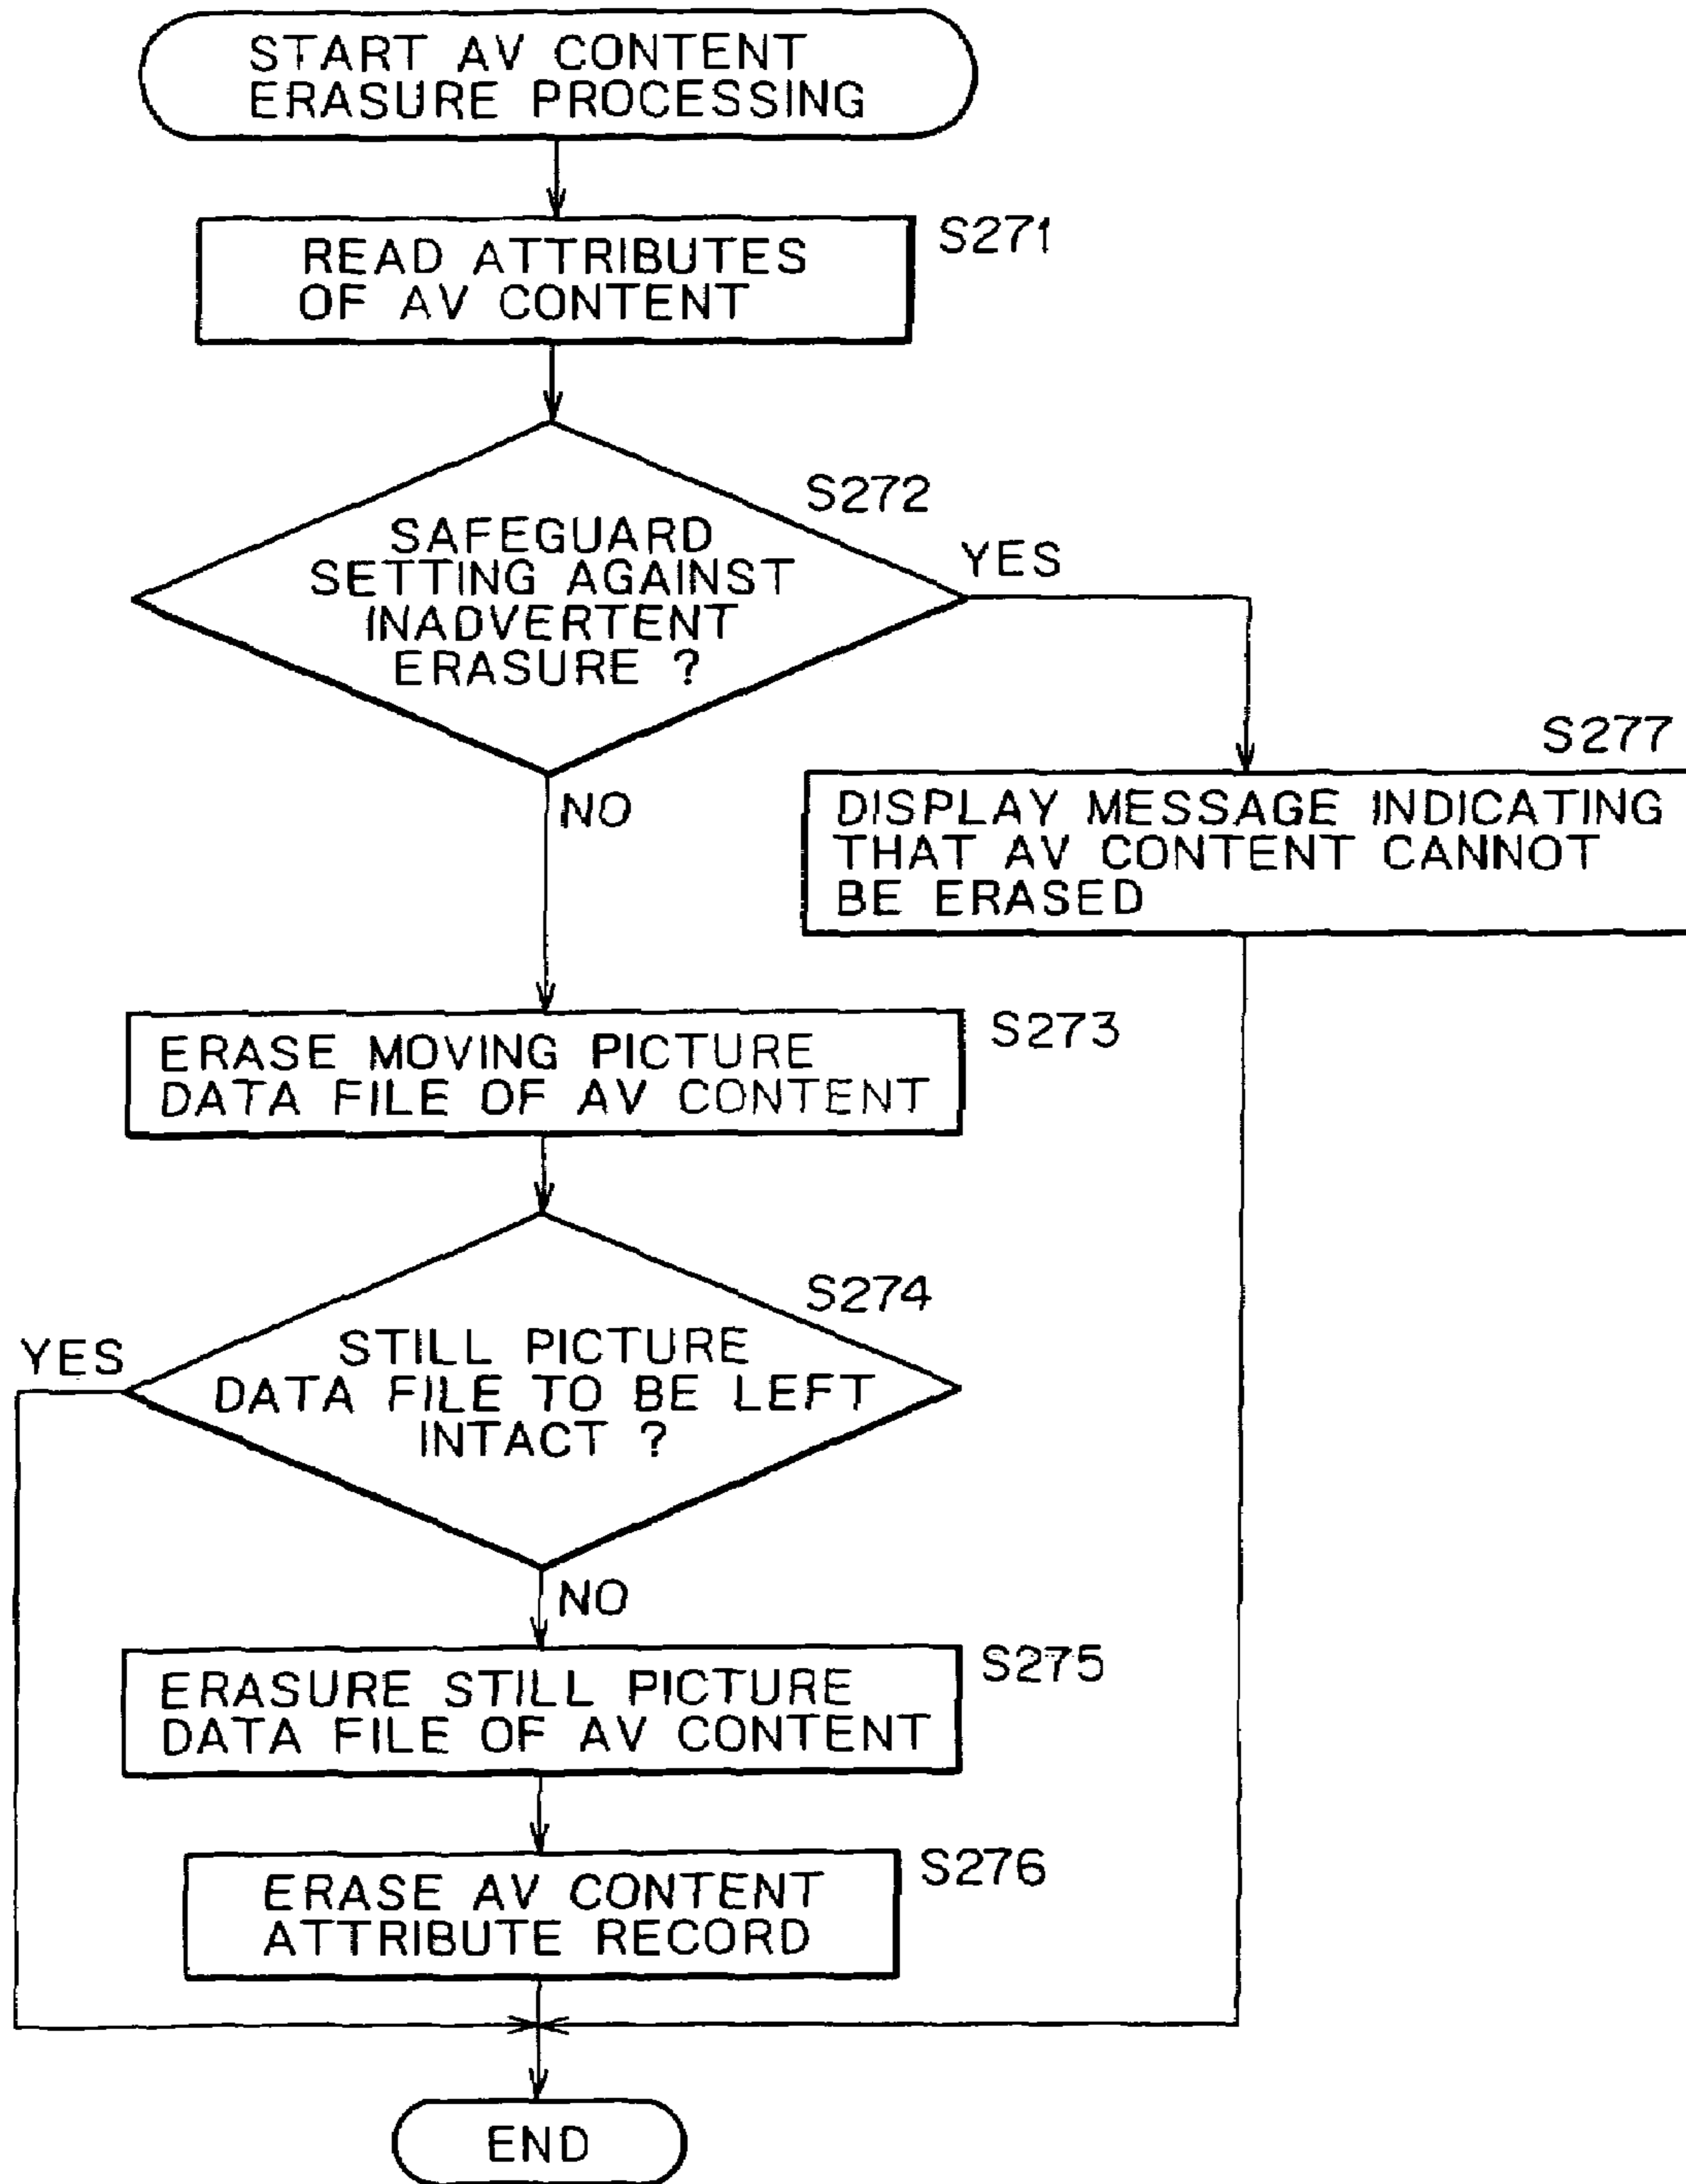 START AV CONTENT
ERASURE PROCESSING
S271
READ ATTRIBUTES
OF AV CONTENT
S272
SAFEGUARD
SETTING AGAINST
INADVERTENT
ERASURE ?
YES
NO
S277
DISPLAY MESSAGE INDICATING
THAT AV CONTENT CANNOT
BE ERASED
S273
ERASE MOVING PICTURE
DATA FILE OF AV CONTENT
S274
STILL PICTURE
DATA FILE TO BE LEFT
INTACT ?
YES
NO
S275
ERASURE STILL PICTURE
DATA FILE OF AV CONTENT
S276
ERASE AV CONTENT
ATTRIBUTE RECORD
END